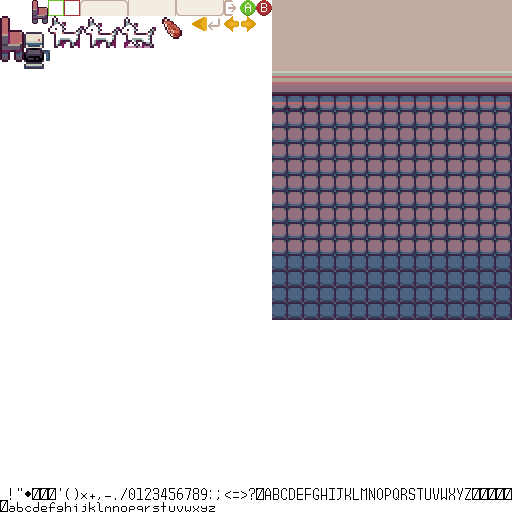 A B
!"♦'()×+,-./0123456789:;<=>?ABCDEFGHIJKLMNOPQRSTUVWXYZ
abcdefghijklmnopqrstuvwxyz